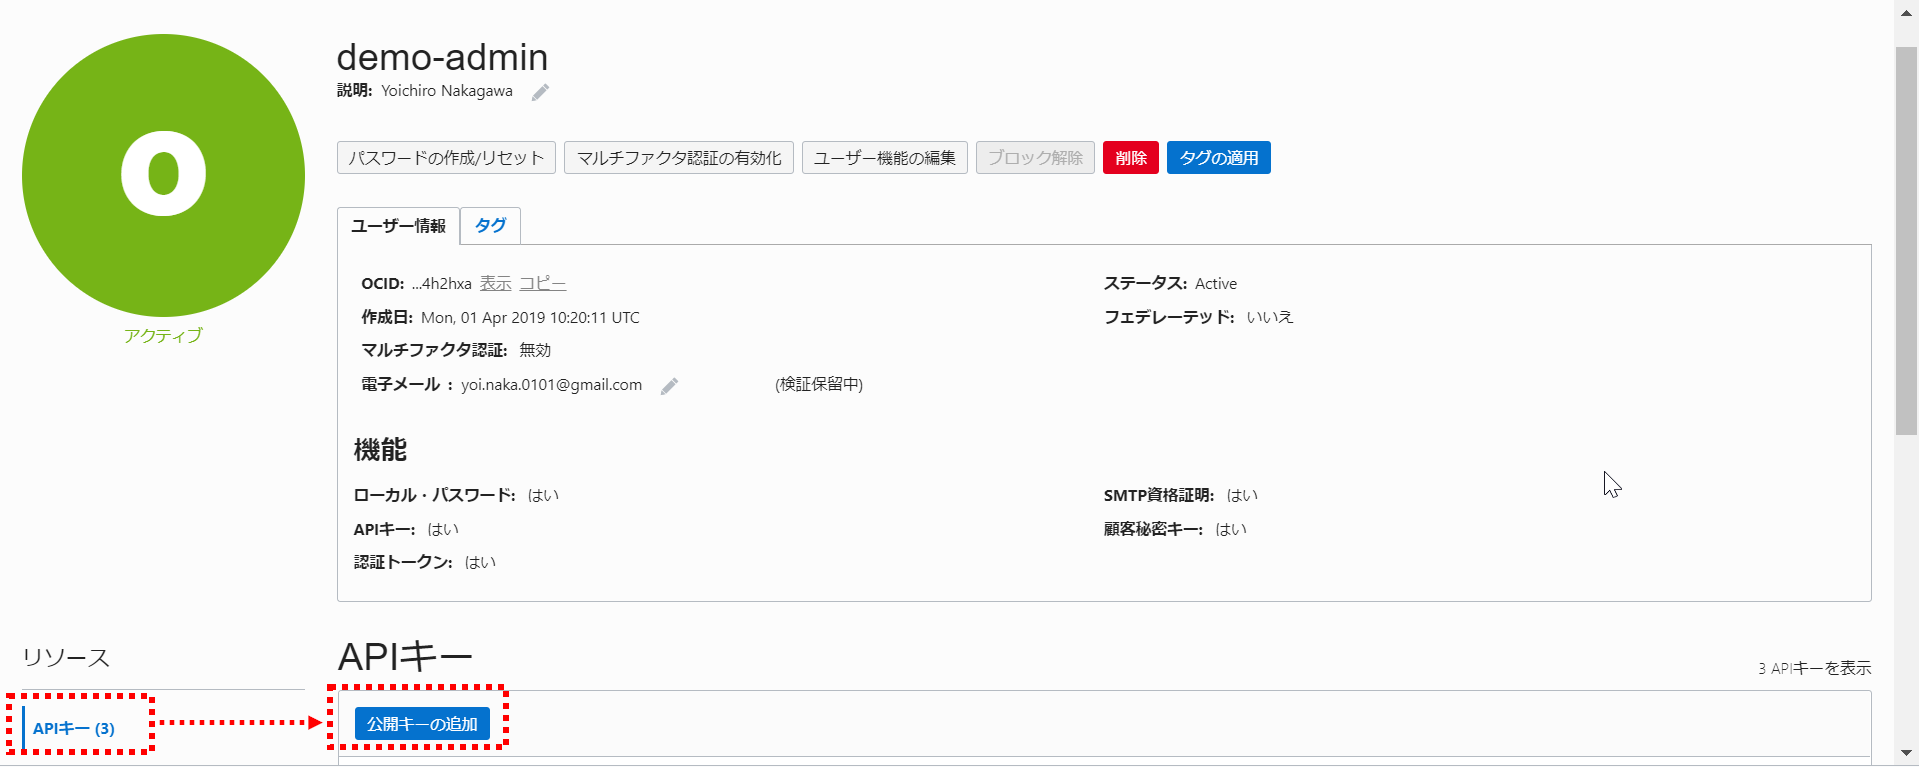 O
アクティブ
demo-admin
説明: Yoichiro Nakagawa
パスワードの作成/リセット マルチファクタ認証の有効化 ユーザー機能の編集 ブロック解除 削除 タグの適用
ユーザー情報 タグ
OCID: ...4h2hxa 表示 コピー
ステータス: Active
作成日: Mon, 01 Apr 2019 10:20:11 UTC
フェデレーテッド: いいえ
マルチファクタ認証: 無効
電子メール : yoi.naka.0101@gmail.com (検証保留中)
機能
ローカル・パスワード: はい
SMTP資格証明: はい
APIキー: はい
顧客秘密キー: はい
認証トークン: はい
リソース
APIキー (3)
APIキー
3 APIキーを表示
公開キーの追加